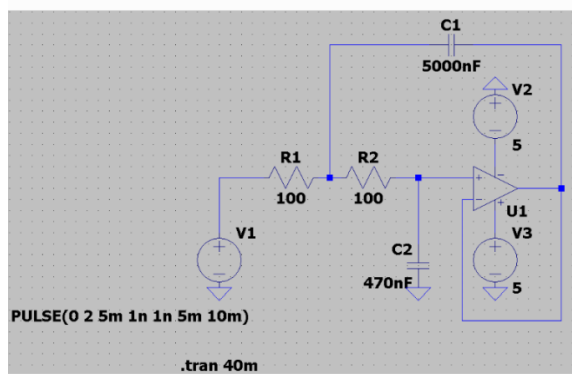 C1
5000nF
V2
+
−
5
R1
R2
100
100
+
−
−
+
U1
V1
+
−
C2
470nF
V3
+
−
5
PULSE(0 2 5m 1n 1n 5m 10m)
.tran 40m